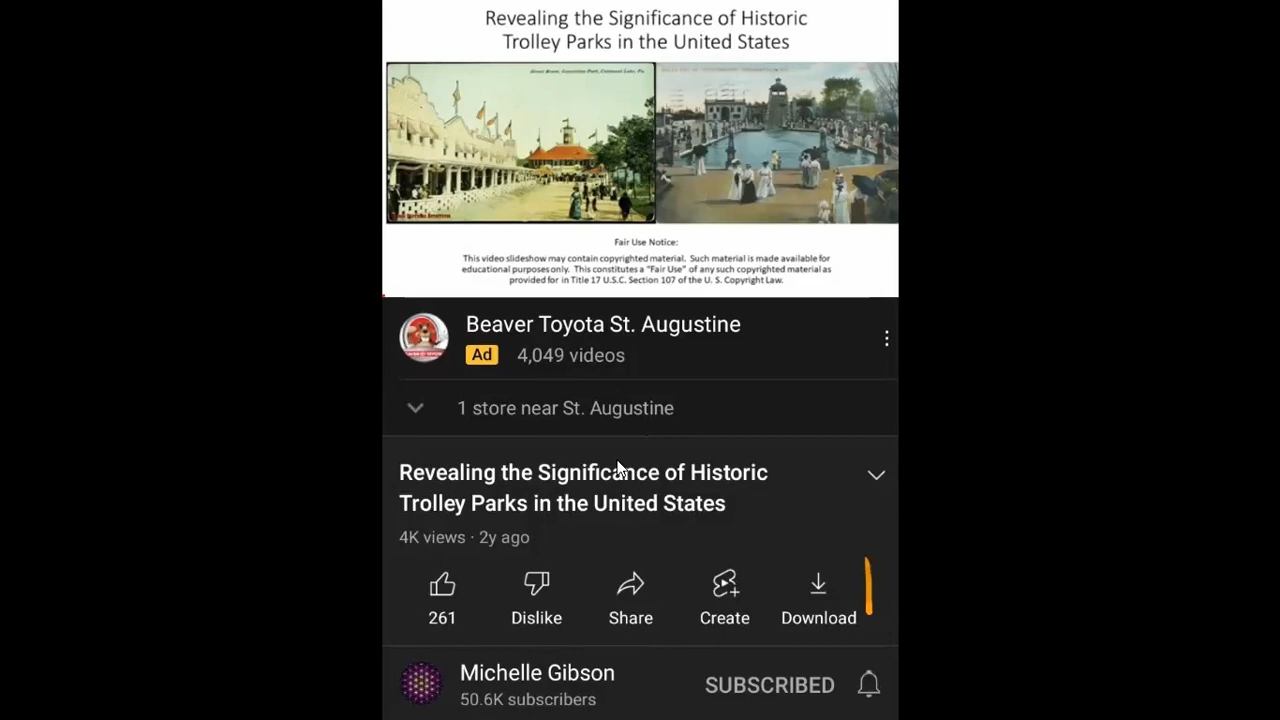 Revealing the Significance of Historic
Trolley Parks in the United States
Fair Use Notice:
This video slideshow may contain copyrighted material. Such material is made available for
educational purposes only. This constitutes a "Fair Use" of any such copyrighted material as
provided for in Title 17 U.S.C. Section 107 of the U. S. Copyright Law.
Beaver Toyota St. Augustine
Ad 4,049 videos
1 store near St. Augustine
Revealing the Significance of Historic
Trolley Parks in the United States
4K views · 2y ago
261 Dislike Share Create Download
Michelle Gibson
50.6K subscribers
SUBSCRIBED